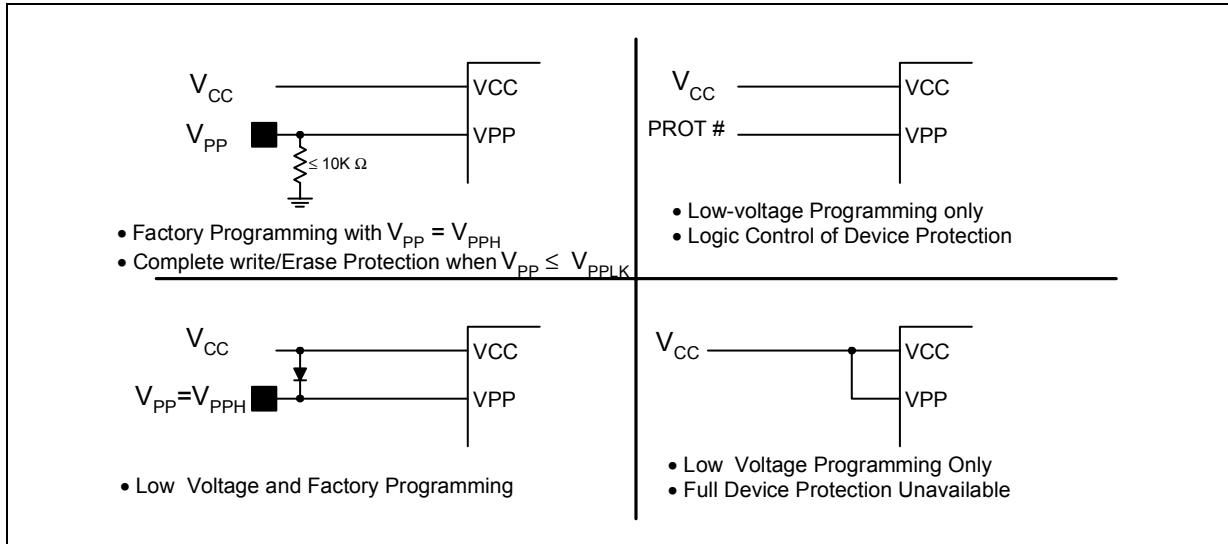 V_CC
VCC
V_PP
VPP
≤ 10K Ω
• Factory Programming with V_PP = V_PPH
• Complete write/Erase Protection when V_PP ≤ V_PPLK
V_CC
VCC
PROT #
VPP
• Low-voltage Programming only
• Logic Control of Device Protection
V_CC
VCC
V_PP=V_PPH
VPP
• Low Voltage and Factory Programming
V_CC
VCC
VPP
• Low Voltage Programming Only
• Full Device Protection Unavailable